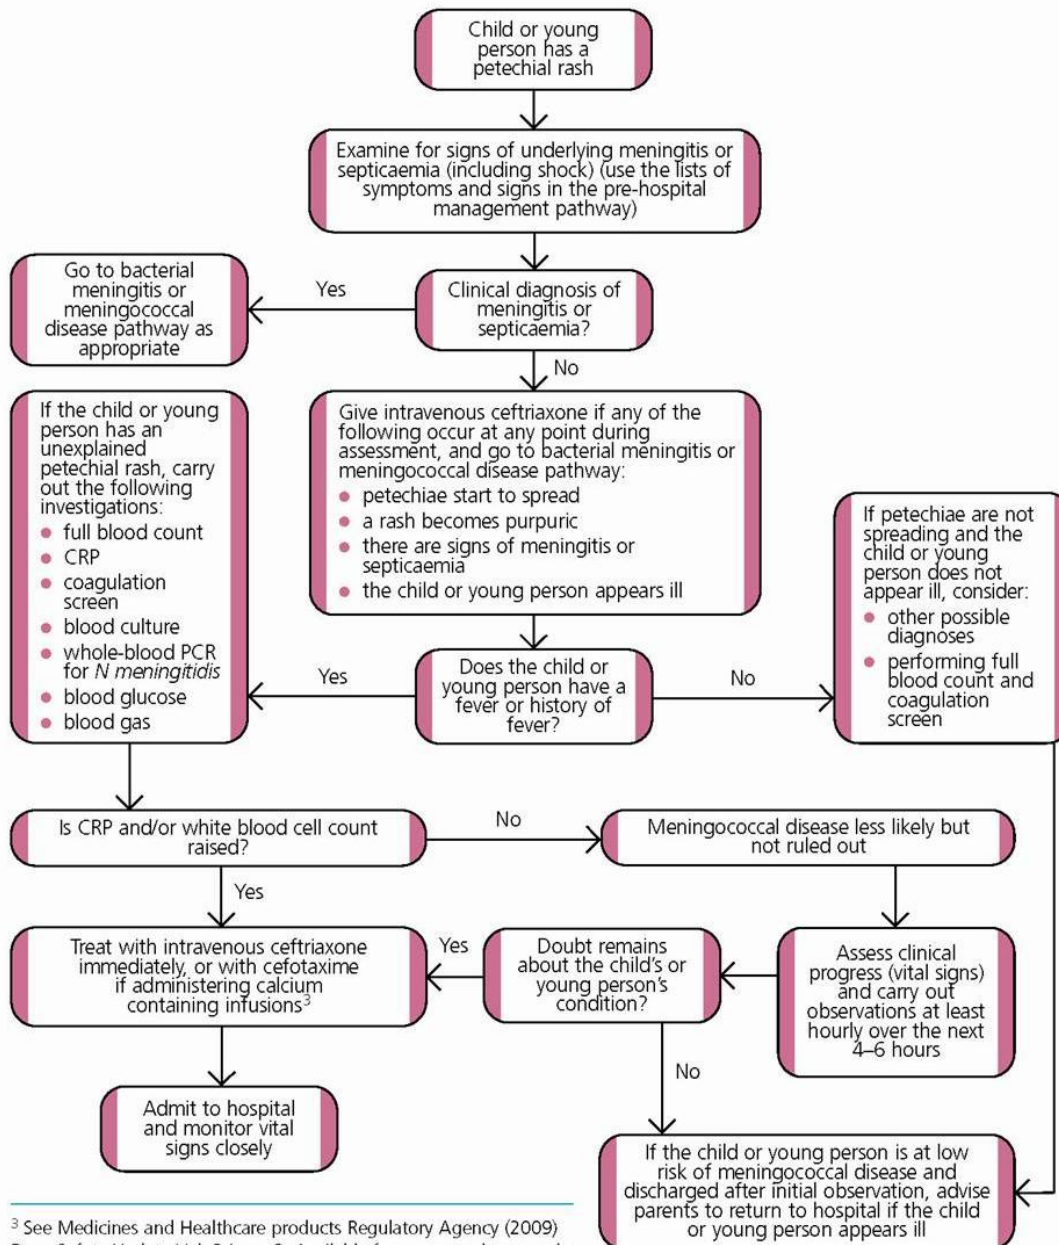 Child or young
person has a
petechial rash
Examine for signs of underlying meningitis or
septicaemia (including shock) (use the lists of
symptoms and signs in the pre-hospital
management pathway)
Clinical diagnosis of
meningitis or
septicaemia?
Yes
Go to bacterial
meningitis or
meningococcal
disease pathway as
appropriate
No
Give intravenous ceftriaxone if any of the
following occur at any point during
assessment, and go to bacterial meningitis or
meningococcal disease pathway:
• petechiae start to spread
• a rash becomes purpuric
• there are signs of meningitis or
septicaemia
• the child or young person appears ill
Does the child or
young person have a
fever or history of
fever?
Yes
If the child or young
person has an
unexplained
petechial rash, carry
out the following
investigations:
• full blood count
• CRP
• coagulation
screen
• blood culture
• whole-blood PCR
for N meningitidis
• blood glucose
• blood gas
No
If petechiae are not
spreading and the
child or young
person does not
appear ill, consider:
• other possible
diagnoses
• performing full
blood count and
coagulation
screen
Is CRP and/or white blood cell count
raised?
No
Meningococcal disease less likely but
not ruled out
Yes
Treat with intravenous ceftriaxone
immediately, or with cefotaxime
if administering calcium
containing infusions³
Yes
Doubt remains
about the child's or
young person's
condition?
Assess clinical
progress (vital signs)
and carry out
observations at least
hourly over the next
4–6 hours
No
Admit to hospital
and monitor vital
signs closely
If the child or young person is at low
risk of meningococcal disease and
discharged after initial observation, advise
parents to return to hospital if the child
or young person appears ill
³ See Medicines and Healthcare products Regulatory Agency (2009)